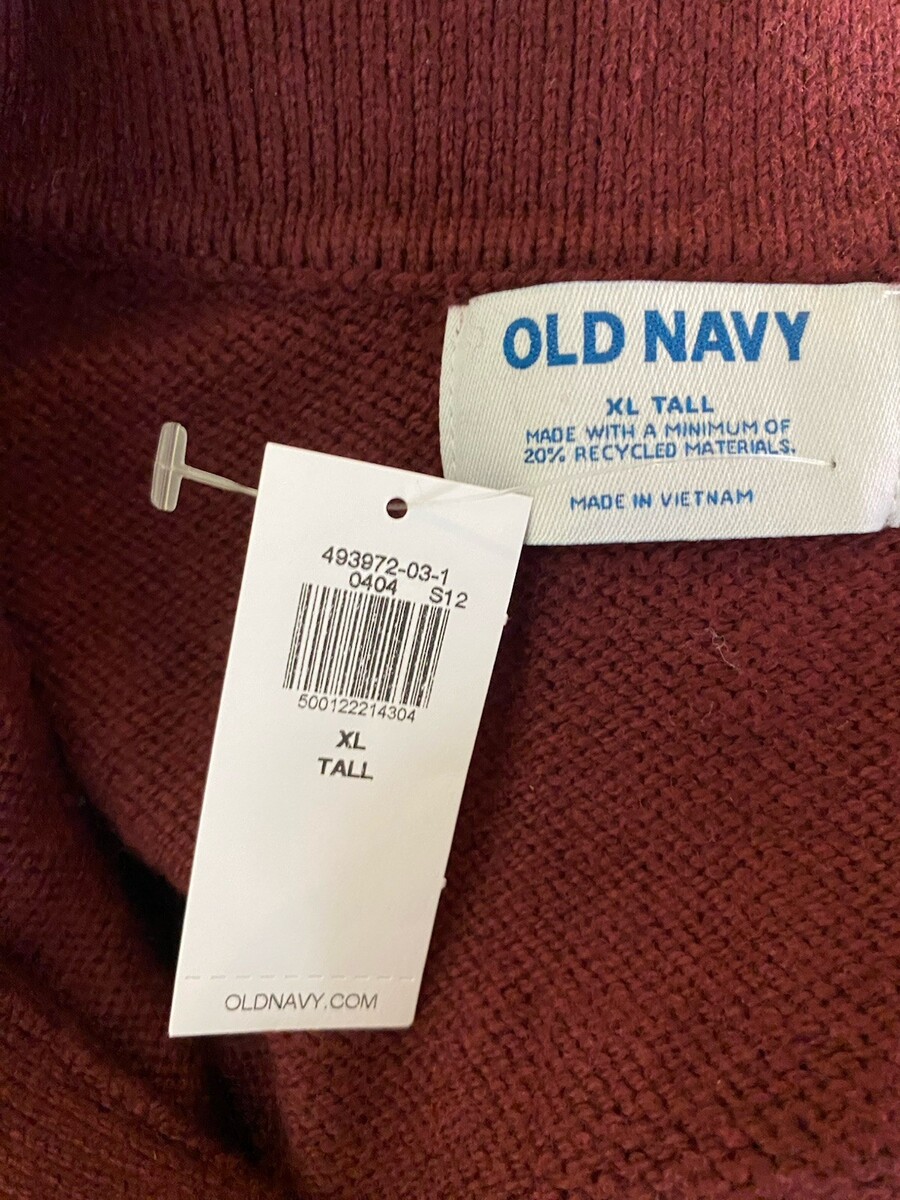 OLD NAVY
XL TALL
MADE WITH A MINIMUM OF
20% RECYCLED MATERIALS.
MADE IN VIETNAM
493972-03-1
0404 S12
500122214304
XL
TALL
OLDNAVY.COM